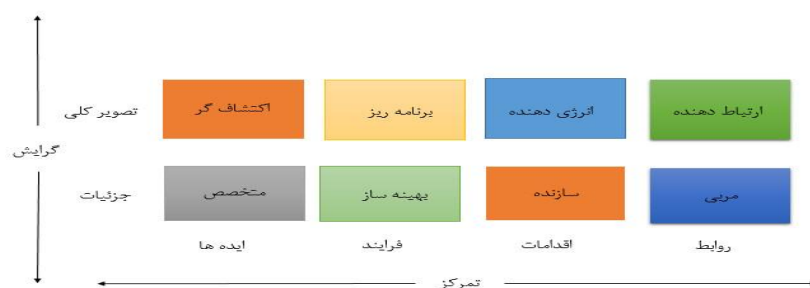 ارتباط دهنده
انرژی دهنده
برنامه ریز
اکتشاف گر
تصویر کلی
گرایش
مربی
سازنده
بهینه ساز
متخصص
جزئیات
روابط
اقدامات
فرایند
ایده ها
تمرکز